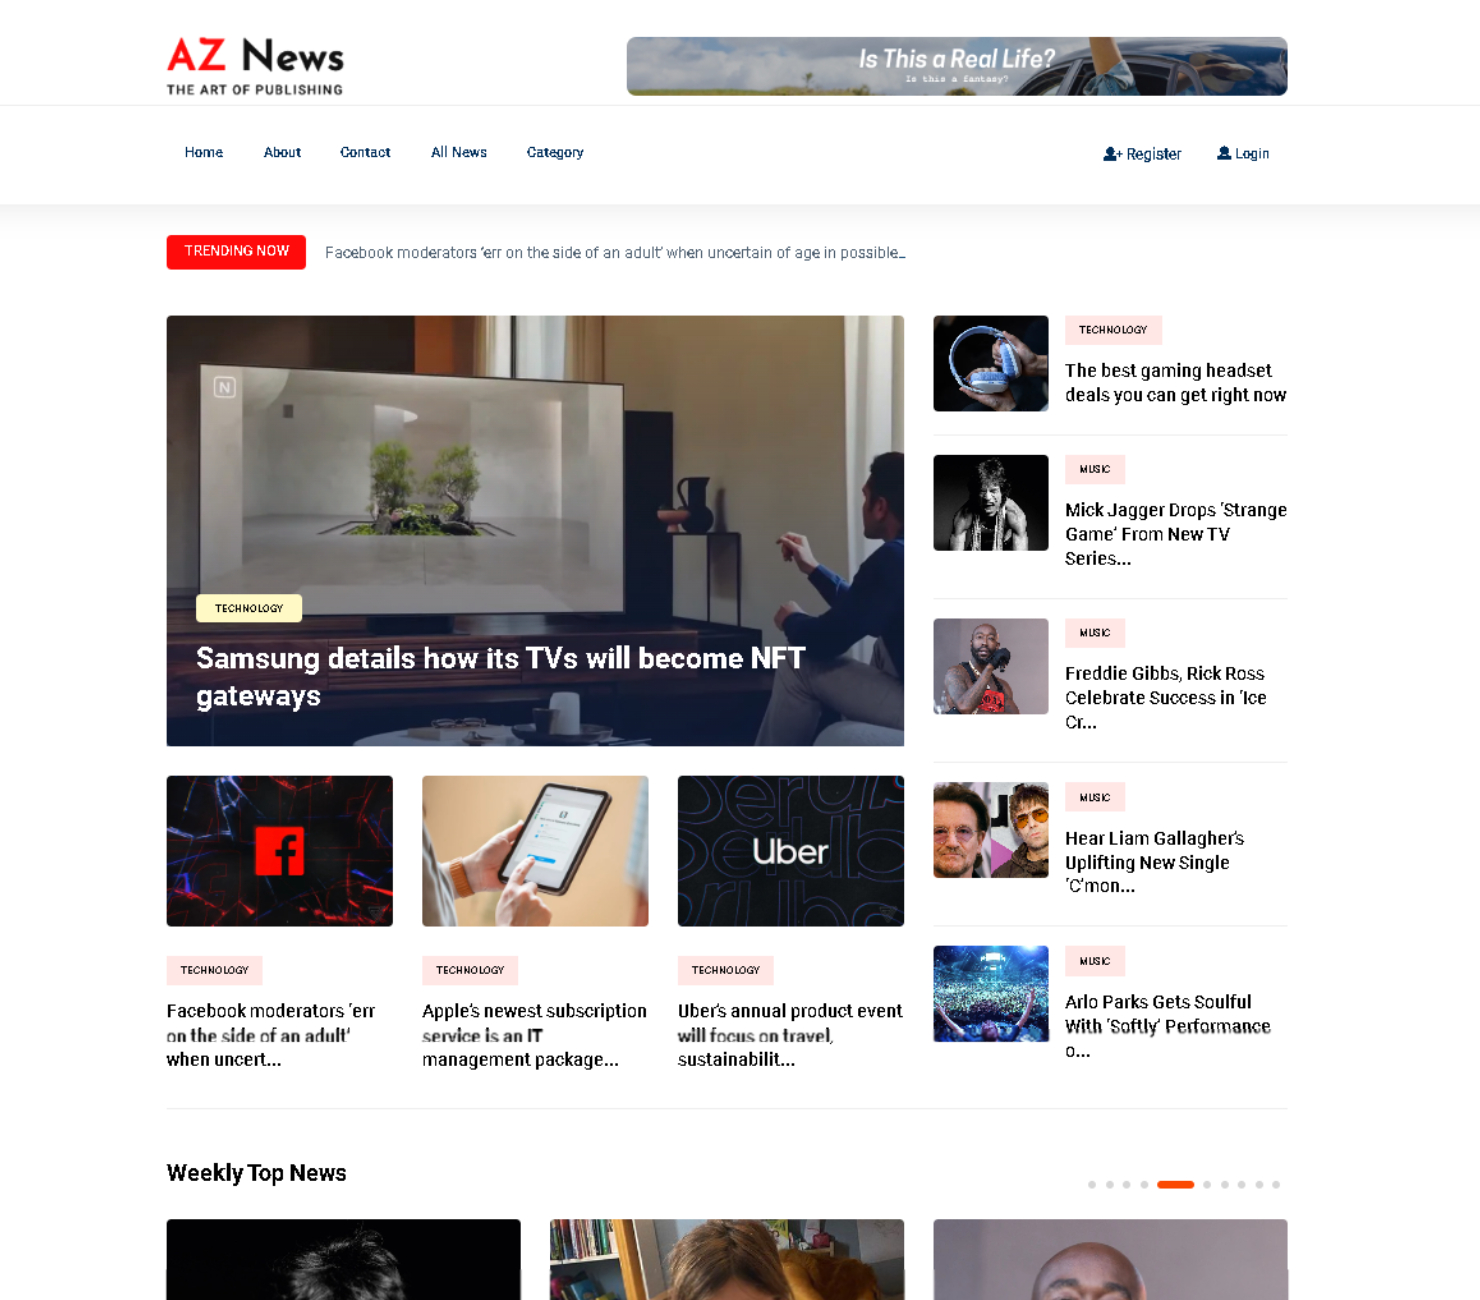 AZ News
THE ART OF PUBLISHING
Is This a Real Life?
Is this a fantasy?
Home
About
Contact
All News
Category
Register
Login
TRENDING NOW
Facebook moderators ‘err on the side of an adult’ when uncertain of age in possible...
N
TECHNOLOGY
Samsung details how its TVs will become NFT
gateways
TECHNOLOGY
The best gaming headset
deals you can get right now
MUSIC
Mick Jagger Drops ‘Strange
Game’ From New TV
Series...
MUSIC
Freddie Gibbs, Rick Ross
Celebrate Success in ‘Ice
Cr...
MUSIC
Hear Liam Gallagher’s
Uplifting New Single
‘C’mon...
MUSIC
Arlo Parks Gets Soulful
With ‘Softly’ Performance
o...
Uber
TECHNOLOGY
Facebook moderators ‘err
on the side of an adult’
when uncert...
TECHNOLOGY
Apple’s newest subscription
service is an IT
management package...
TECHNOLOGY
Uber’s annual product event
will focus on travel,
sustainabilit...
Weekly Top News